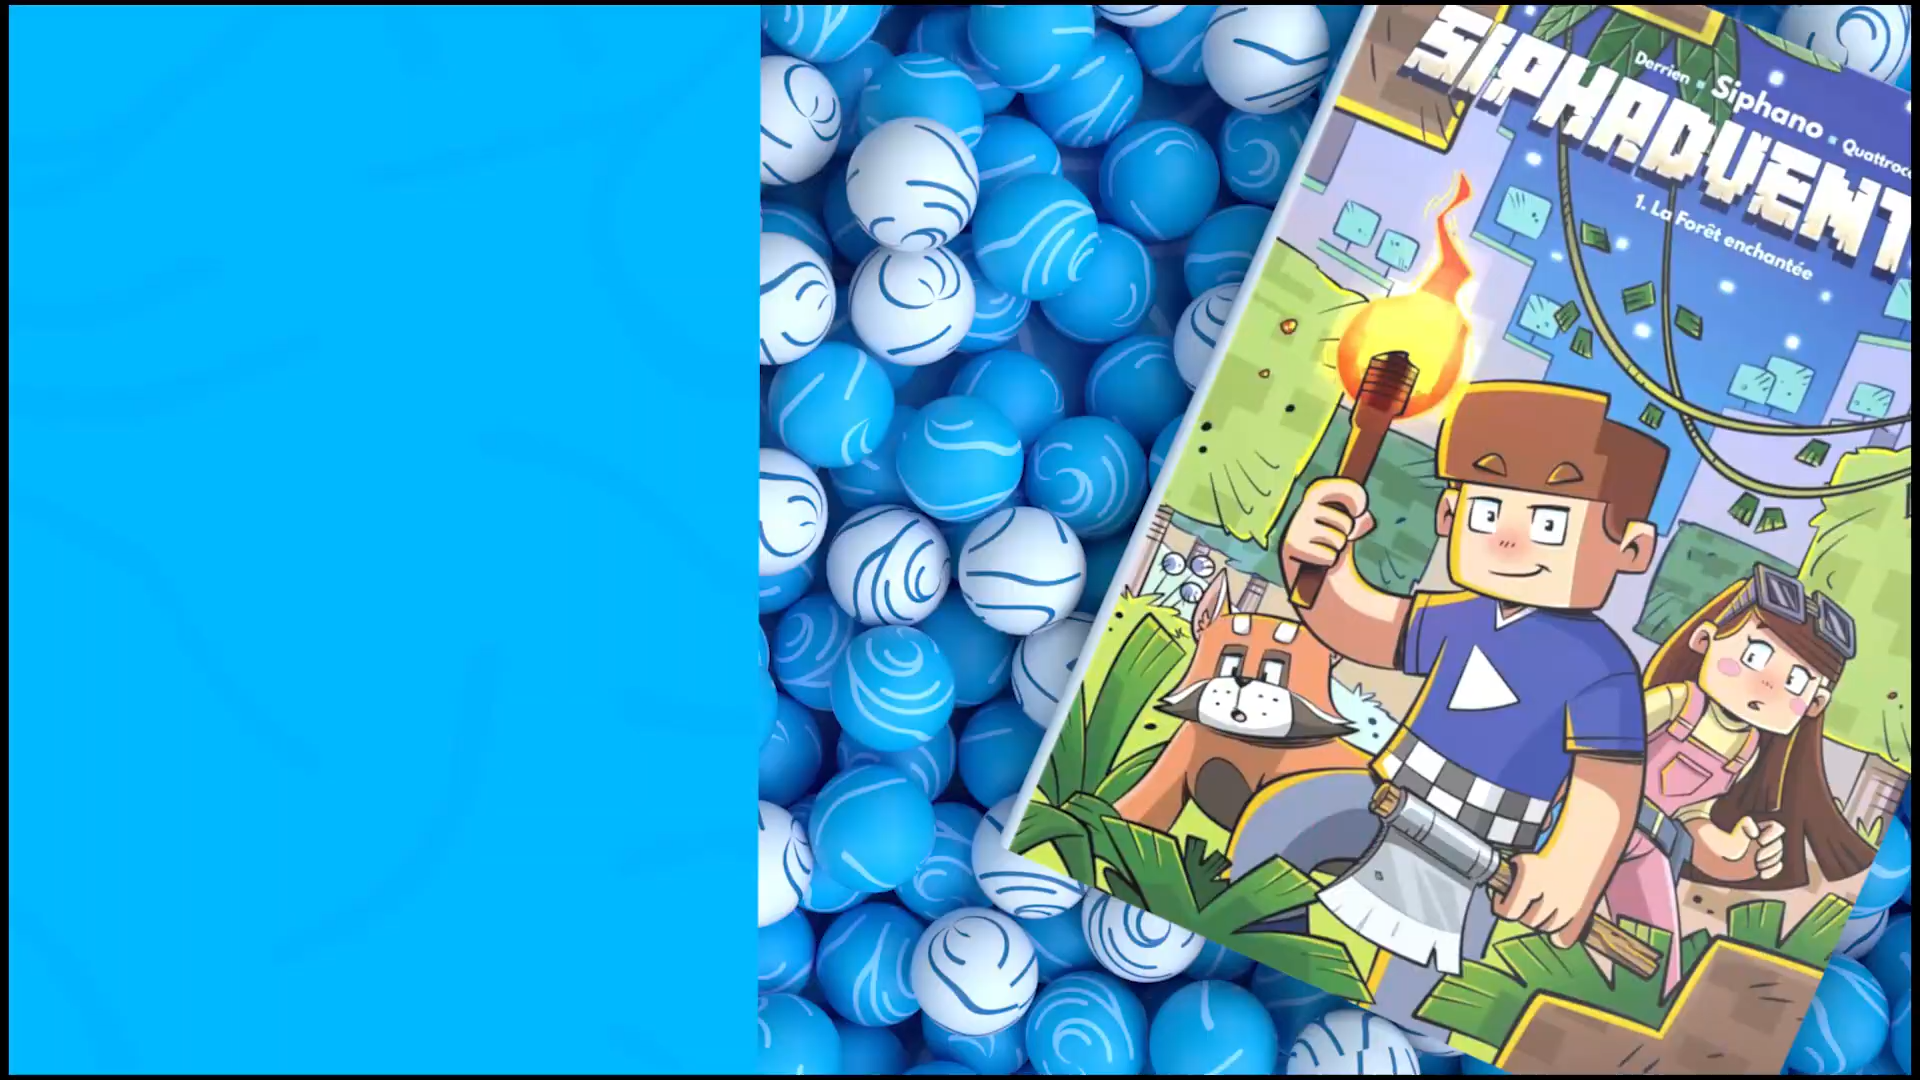 SIPHADVENT
Derrien ▪ Siphano ▪ Quattroc
1. La Forêt enchantée